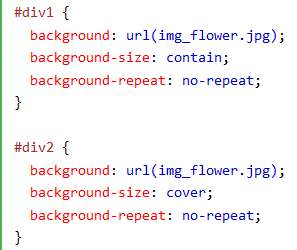 #div1 {
  background: url(img_flower.jpg);
  background-size: contain;
  background-repeat: no-repeat;
}

#div2 {
  background: url(img_flower.jpg);
  background-size: cover;
  background-repeat: no-repeat;
}